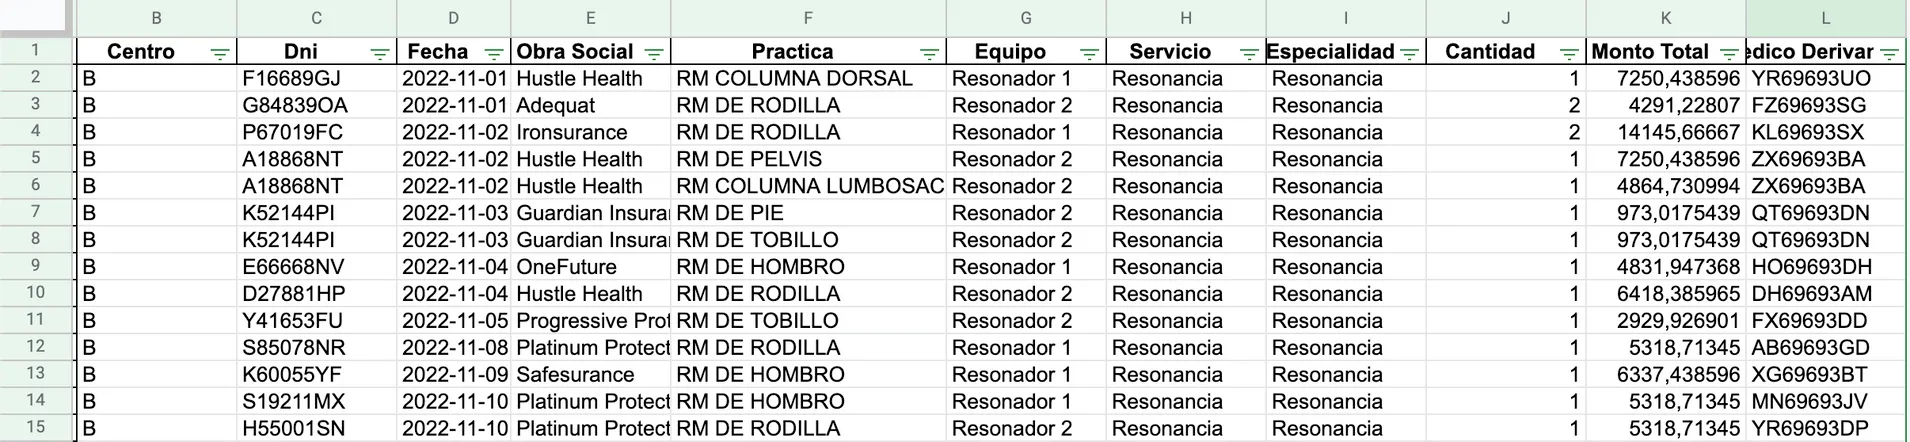 B C D E F G H I J K L
1 Centro Dni Fecha Obra Social Practica Equipo Servicio Especialidad Cantidad Monto Total edico Derivar
2 B F16689GJ 2022-11-01 Hustle Health RM COLUMNA DORSAL Resonador 1 Resonancia Resonancia 1 7250,438596 YR69693UO
3 B G84839OA 2022-11-01 Adequat RM DE RODILLA Resonador 2 Resonancia Resonancia 2 4291,22807 FZ69693SG
4 B P67019FC 2022-11-02 Ironsurance RM DE RODILLA Resonador 1 Resonancia Resonancia 2 14145,66667 KL69693SX
5 B A18868NT 2022-11-02 Hustle Health RM DE PELVIS Resonador 2 Resonancia Resonancia 1 7250,438596 ZX69693BA
6 B A18868NT 2022-11-02 Hustle Health RM COLUMNA LUMBOSAC Resonador 2 Resonancia Resonancia 1 4864,730994 ZX69693BA
7 B K52144PI 2022-11-03 Guardian Insura RM DE PIE Resonador 2 Resonancia Resonancia 1 973,0175439 QT69693DN
8 B K52144PI 2022-11-03 Guardian Insura RM DE TOBILLO Resonador 2 Resonancia Resonancia 1 973,0175439 QT69693DN
9 B E66668NV 2022-11-04 OneFuture RM DE HOMBRO Resonador 1 Resonancia Resonancia 1 4831,947368 HO69693DH
10 B D27881HP 2022-11-04 Hustle Health RM DE RODILLA Resonador 2 Resonancia Resonancia 1 6418,385965 DH69693AM
11 B Y41653FU 2022-11-05 Progressive Prot RM DE TOBILLO Resonador 2 Resonancia Resonancia 1 2929,926901 FX69693DD
12 B S85078NR 2022-11-08 Platinum Protect RM DE RODILLA Resonador 1 Resonancia Resonancia 1 5318,71345 AB69693GD
13 B K60055YF 2022-11-09 Safesurance RM DE HOMBRO Resonador 1 Resonancia Resonancia 1 6337,438596 XG69693BT
14 B S19211MX 2022-11-10 Platinum Protect RM DE HOMBRO Resonador 1 Resonancia Resonancia 1 5318,71345 MN69693JV
15 B H55001SN 2022-11-10 Platinum Protect RM DE RODILLA Resonador 2 Resonancia Resonancia 1 5318,71345 YR69693DP